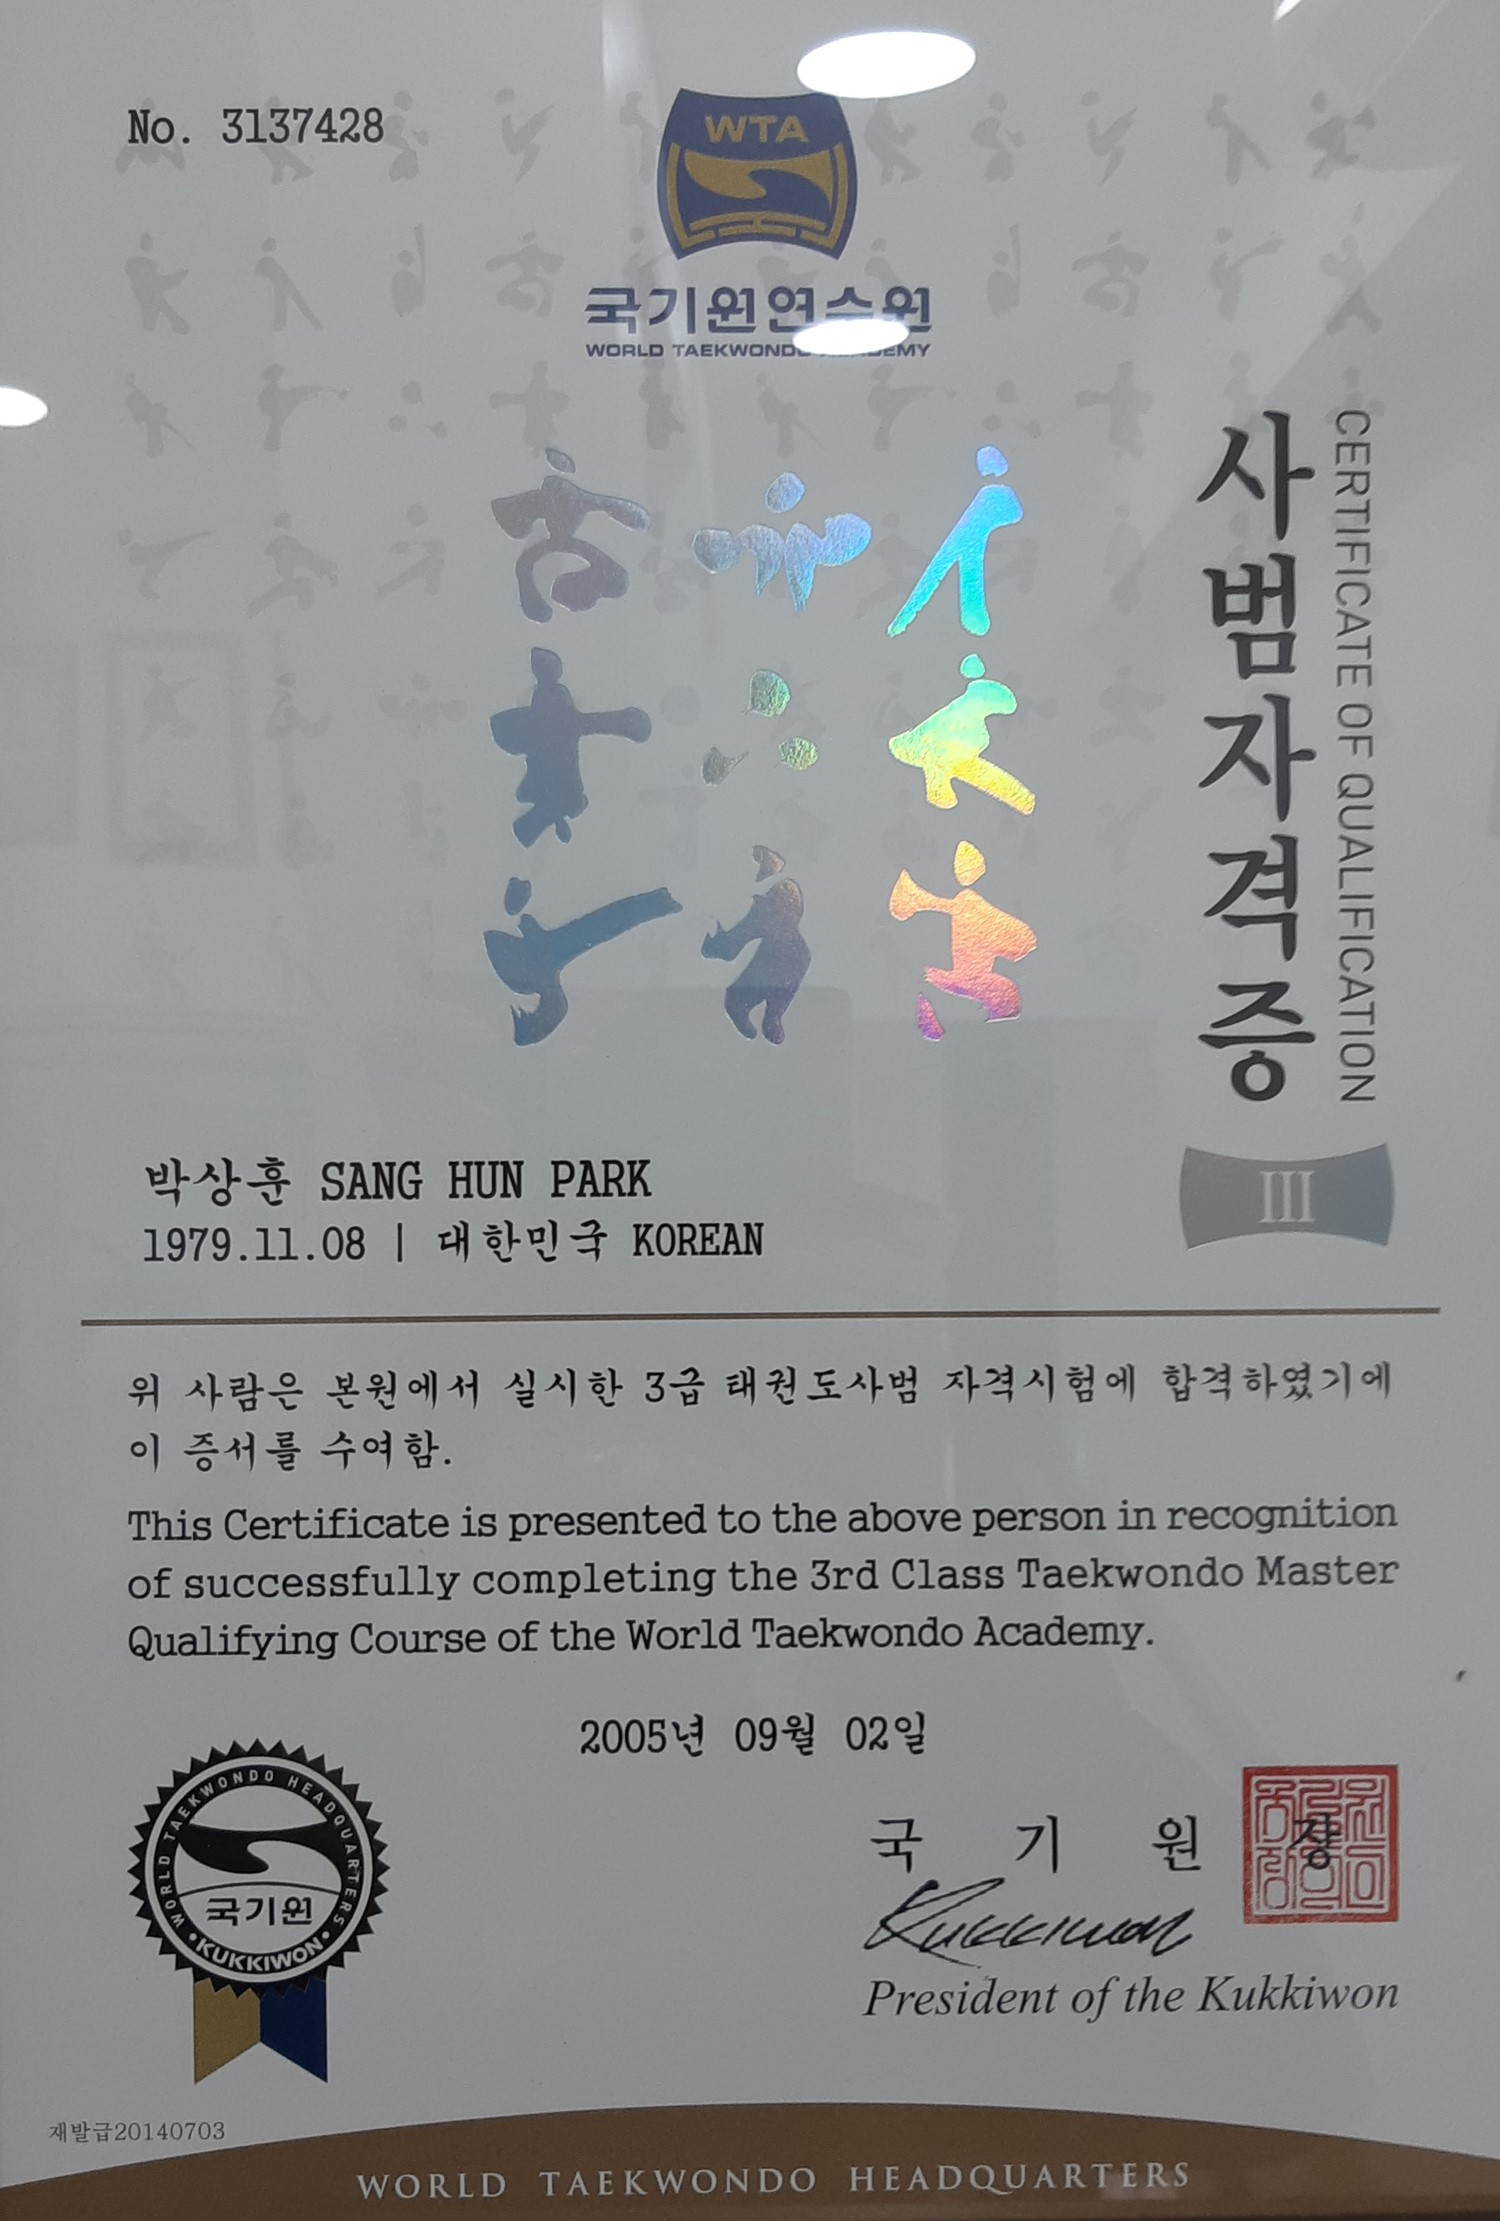 No. 3137428
WTA
국기원연수원
WORLD TAEKWONDO ACADEMY
사범자격증
CERTIFICATE OF QUALIFICATION
III
박상훈 SANG HUN PARK
1979.11.08 | 대한민국 KOREAN
위 사람은 본원에서 실시한 3급 태권도사범 자격시험에 합격하였기에
이 증서를 수여함.
This Certificate is presented to the above person in recognition
of successfully completing the 3rd Class Taekwondo Master
Qualifying Course of the World Taekwondo Academy.
2005년 09월 02일
WORLD TAEKWONDO HEADQUARTERS
국기원
• KUKKIWON •
국 기 원 장
Kukkiwon
President of the Kukkiwon
재발급20140703
WORLD TAEKWONDO HEADQUARTERS